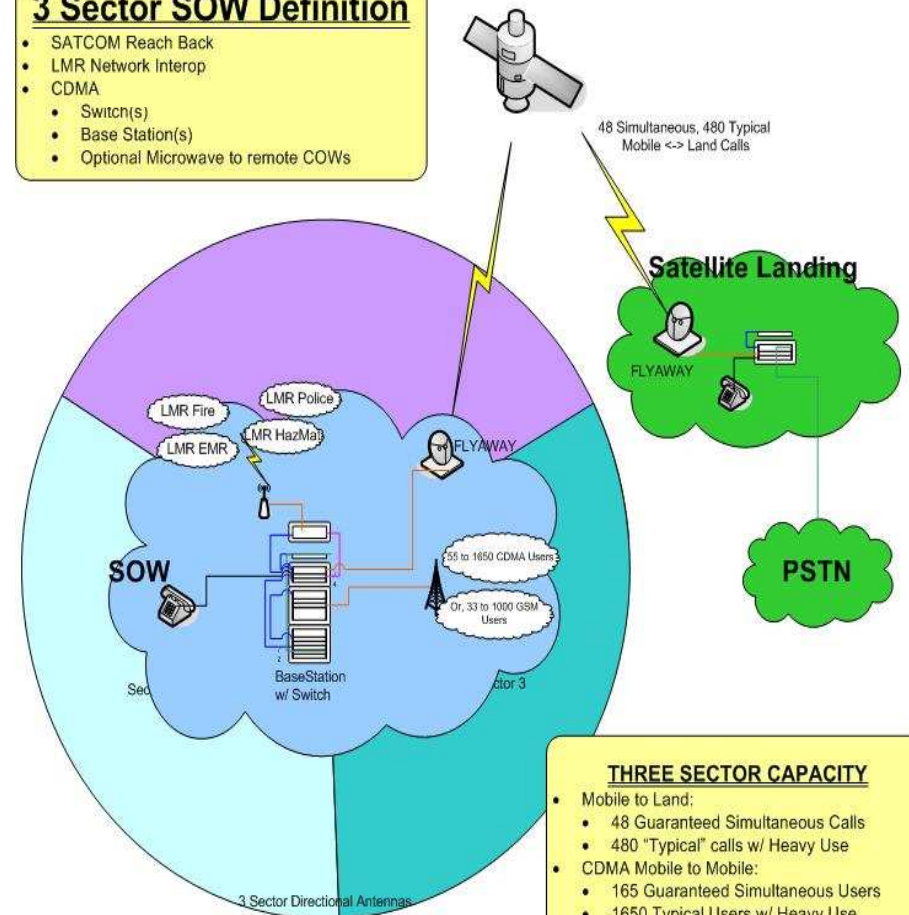 3 Sector SOW Definition
• SATCOM Reach Back
• LMR Network Interop
• CDMA
• Switch(s)
• Base Station(s)
• Optional Microwave to remote COWs
48 Simultaneous, 480 Typical
Mobile <-> Land Calls
Satellite Landing
FLYAWAY
PSTN
LMR Fire
LMR Police
LMR EMR
LMR HazMat
FLYAWAY
SOW
55 to 1650 CDMA Users
Or, 33 to 1000 GSM
Users
4
2
BaseStation
w/ Switch
Sec
ctor 3
3 Sector Directional Antennas
THREE SECTOR CAPACITY
• Mobile to Land:
• 48 Guaranteed Simultaneous Calls
• 480 “Typical” calls w/ Heavy Use
• CDMA Mobile to Mobile:
• 165 Guaranteed Simultaneous Users
• 1650 Typical Users w/ Heavy Use